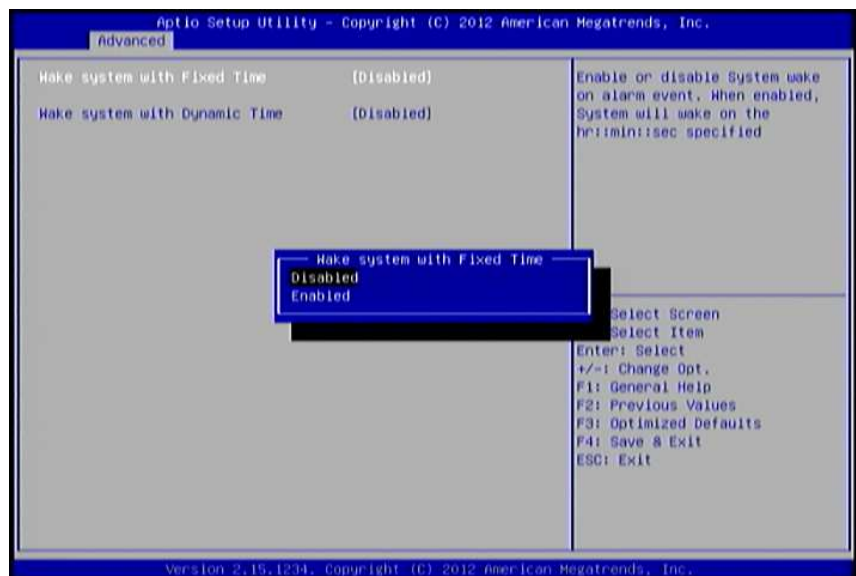 Aptio Setup Utility - Copyright (C) 2012 American Megatrends, Inc.
Advanced
Wake system with Fixed Time [Disabled]
Wake system with Dynamic Time [Disabled]
Enable or disable System wake
on alarm event. When enabled,
System will wake on the
hr::min::sec specified
Wake system with Fixed Time
Disabled
Enabled
Select Screen
Select Item
Enter: Select
+/-: Change Opt.
F1: General Help
F2: Previous Values
F3: Optimized Defaults
F4: Save & Exit
ESC: Exit
Version 2.15.1234. Copyright (C) 2012 American Megatrends, Inc.